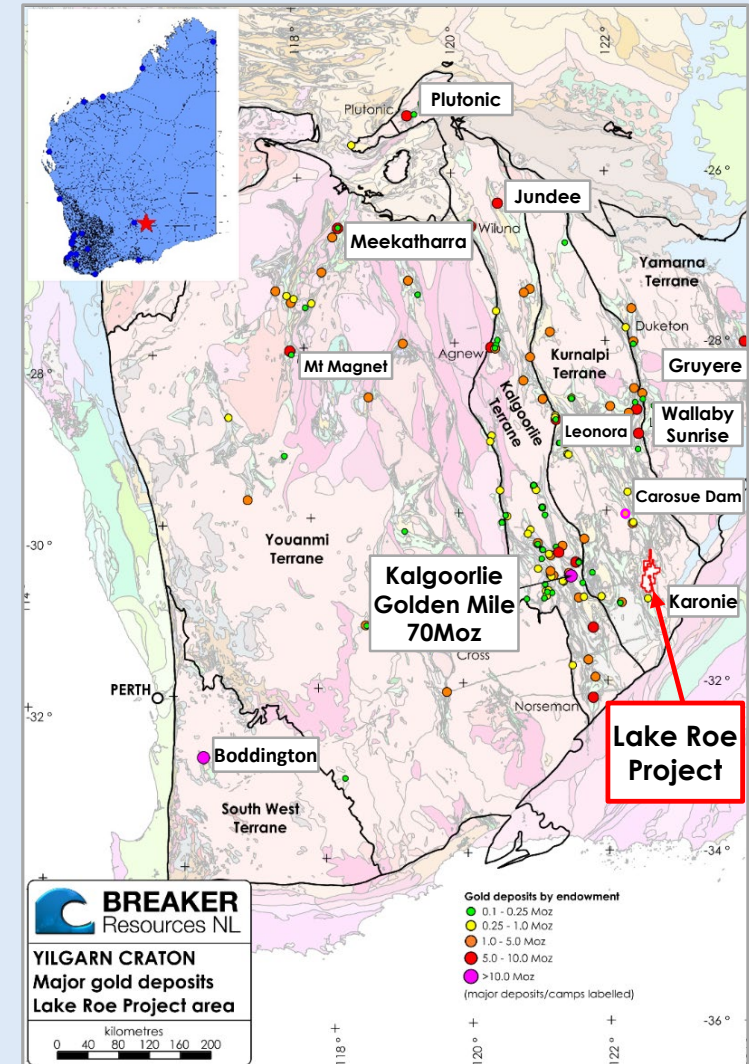 118°
120°
122°
Plutonic
Plutonic
-26°
Jundee
Wiluna
Meekatharra
Yamarna
Terrane
Duketon
-28°
Agnew
Kurnalpi
Terrane
Gruyere
Mt Magnet
-28°
Kalgoorlie
Terrane
Leonora
Wallaby
Sunrise
Carosue Dam
-30°
Youanmi
Terrane
-30°
Kalgoorlie
Golden Mile
70Moz
Karonie
Cross
-32°
PERTH
Norseman
-32°
Lake Roe
Project
Boddington
South West
Terrane
-34°
BREAKER
Resources NL
YILGARN CRATON
Major gold deposits
Lake Roe Project area
kilometres
0 40 80 120 160 200
Gold deposits by endowment
0.1 - 0.25 Moz
0.25 - 1.0 Moz
1.0 - 5.0 Moz
5.0 - 10.0 Moz
>10.0 Moz
(major deposits/camps labelled)
-36°
118°
120°
122°